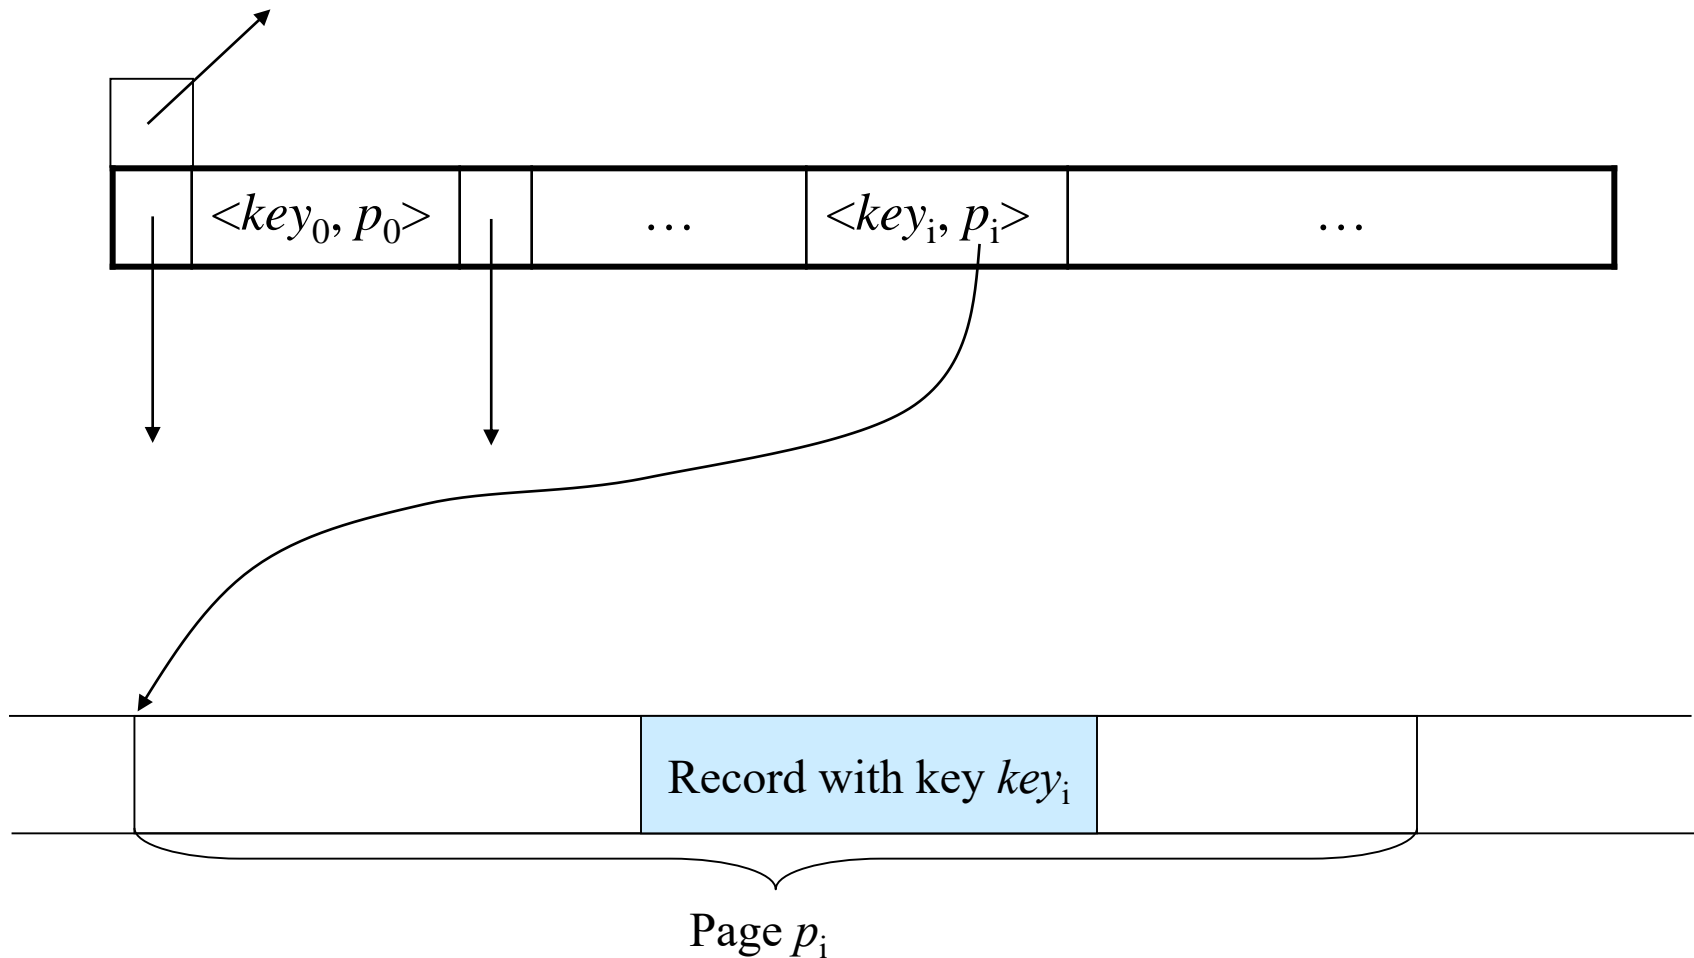 <key₀, p₀> … <keyᵢ, pᵢ> …
Record with key keyᵢ
Page pᵢ